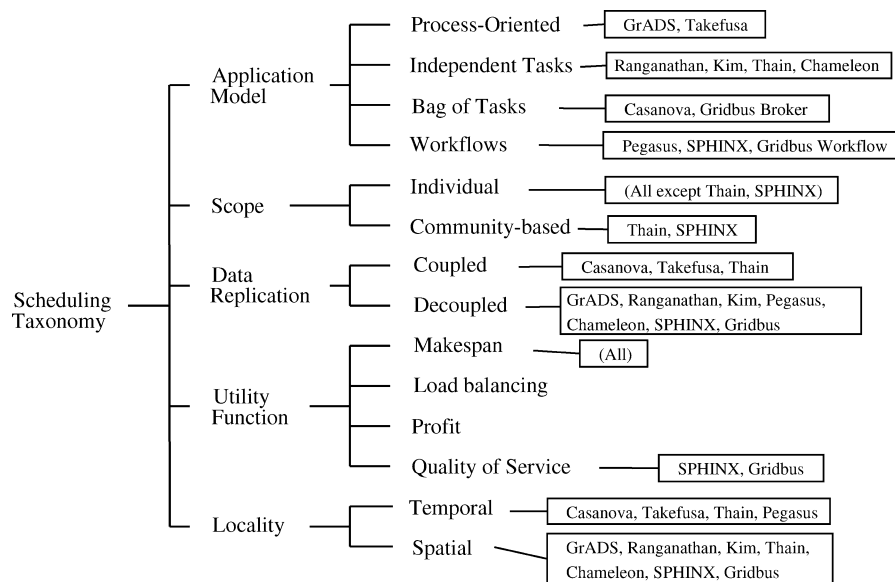 Process-Oriented
GrADS, Takefusa
Application
Model
Independent Tasks
Ranganathan, Kim, Thain, Chameleon
Bag of Tasks
Casanova, Gridbus Broker
Workflows
Pegasus, SPHINX, Gridbus Workflow
Scope
Individual
(All except Thain, SPHINX)
Community-based
Thain, SPHINX
Scheduling
Taxonomy
Data
Replication
Coupled
Casanova, Takefusa, Thain
Decoupled
GrADS, Ranganathan, Kim, Pegasus,
Chameleon, SPHINX, Gridbus
Utility
Function
Makespan
(All)
Load balancing
Profit
Quality of Service
SPHINX, Gridbus
Locality
Temporal
Casanova, Takefusa, Thain, Pegasus
Spatial
GrADS, Ranganathan, Kim, Thain,
Chameleon, SPHINX, Gridbus